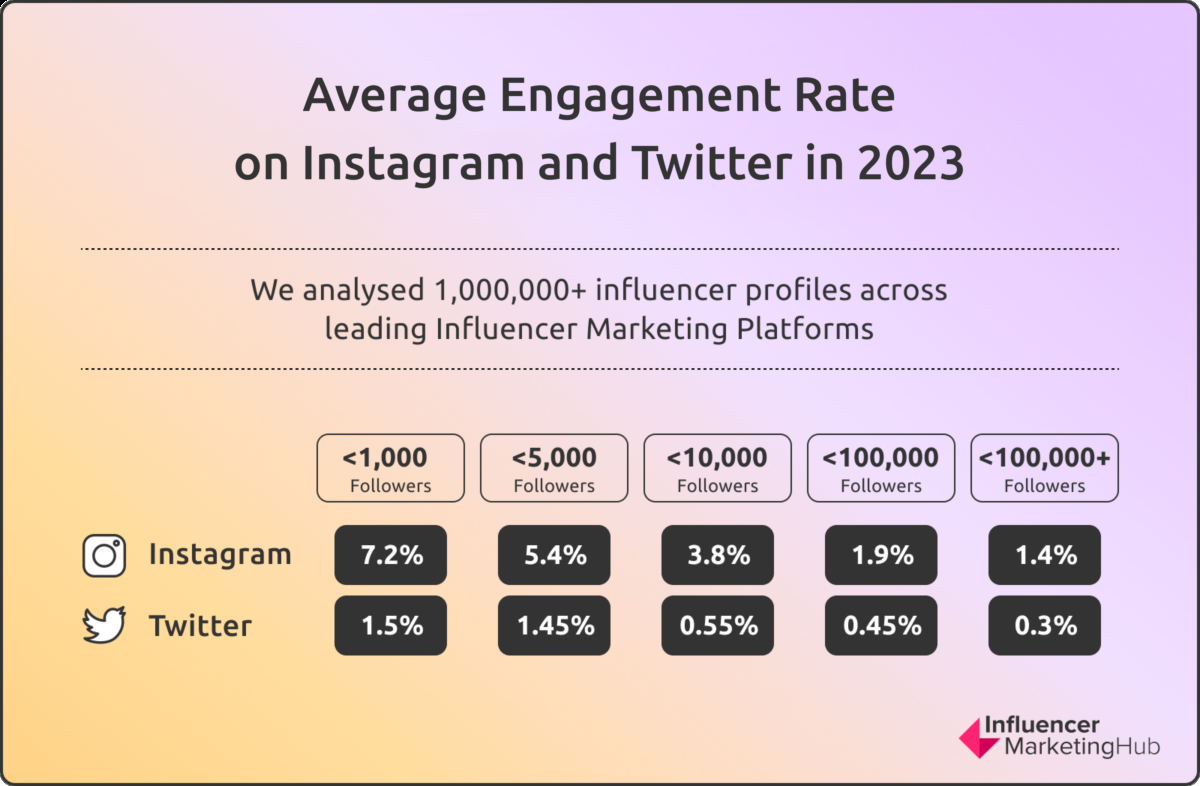 Average Engagement Rate
on Instagram and Twitter in 2023
We analysed 1,000,000+ influencer profiles across
leading Influencer Marketing Platforms
<1,000 <5,000 <10,000 <100,000 <100,000+
Followers Followers Followers Followers Followers
Instagram 7.2% 5.4% 3.8% 1.9% 1.4%
Twitter 1.5% 1.45% 0.55% 0.45% 0.3%
Influencer
MarketingHub